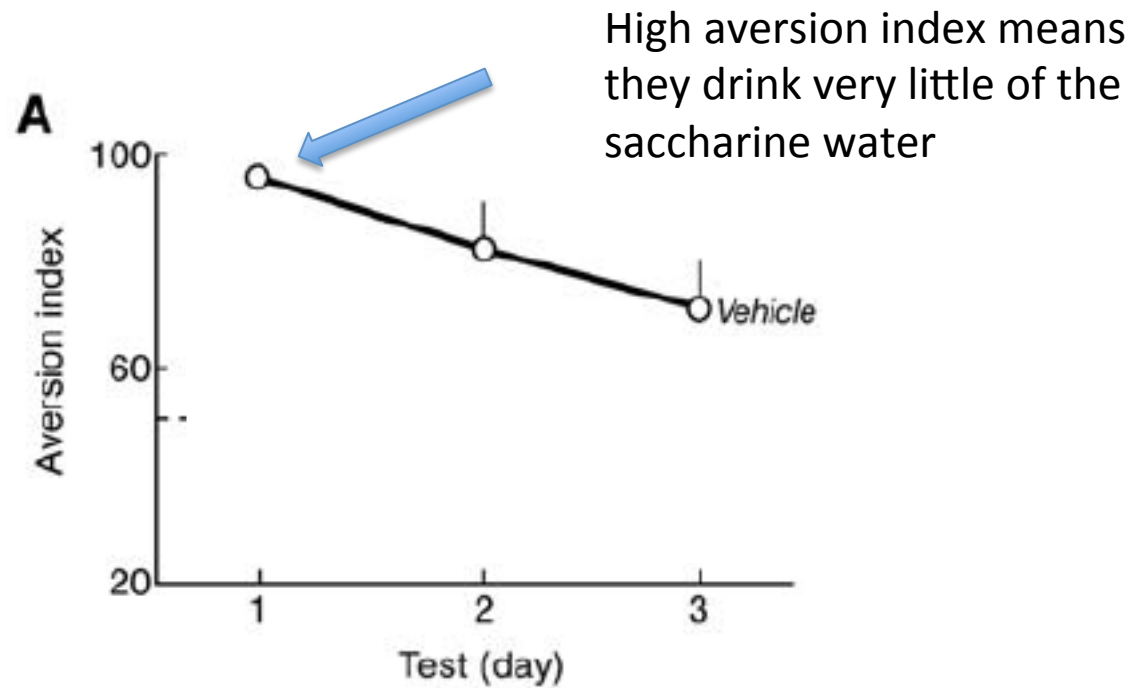 High aversion index means
they drink very little of the
saccharine water
A
100
60
20
Aversion index
Vehicle
1 2 3
Test (day)